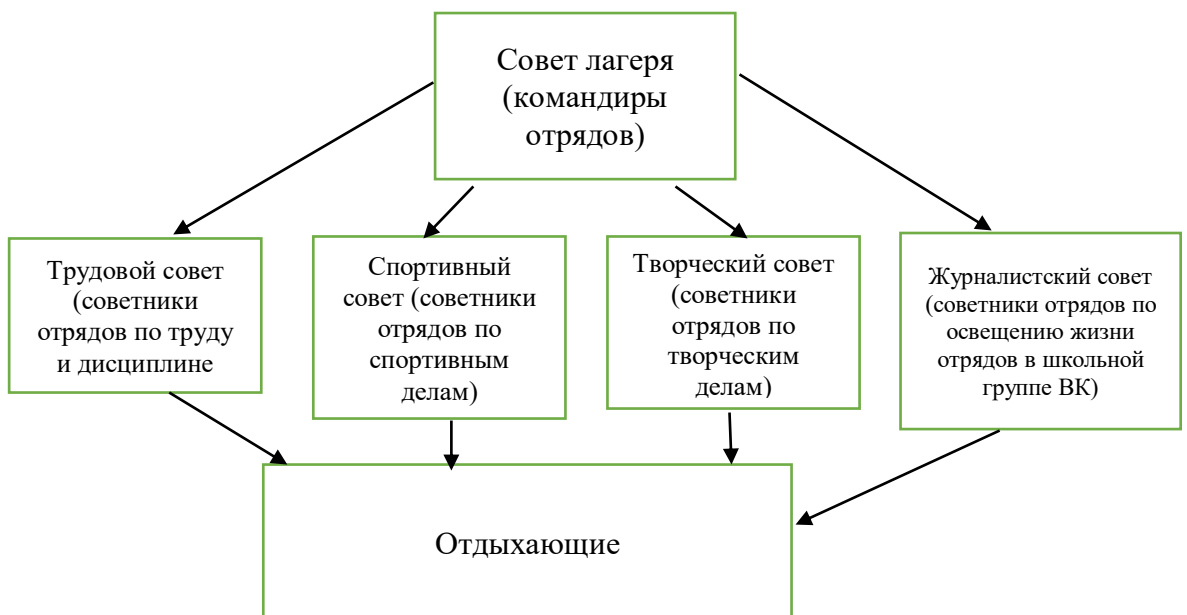 Совет лагеря
(командиры
отрядов)
Трудовой совет
(советники
отрядов по труду
и дисциплине
Спортивный
совет (советники
отрядов по
спортивным
делам)
Творческий совет
(советники
отрядов по
творческим
делам)
Журналистский совет
(советники отрядов по
освещению жизни
отрядов в школьной
группе ВК)
Отдыхающие